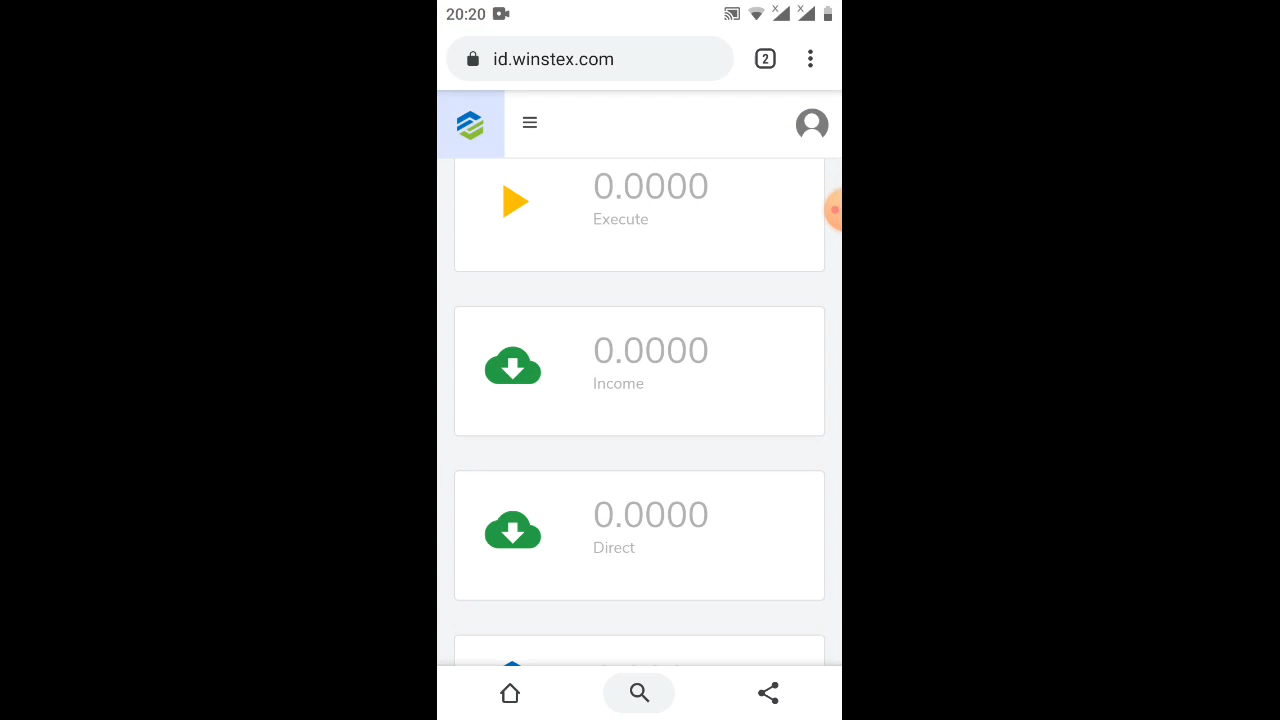 20:20
id.winstex.com
2
0.0000
Execute
0.0000
Income
0.0000
Direct